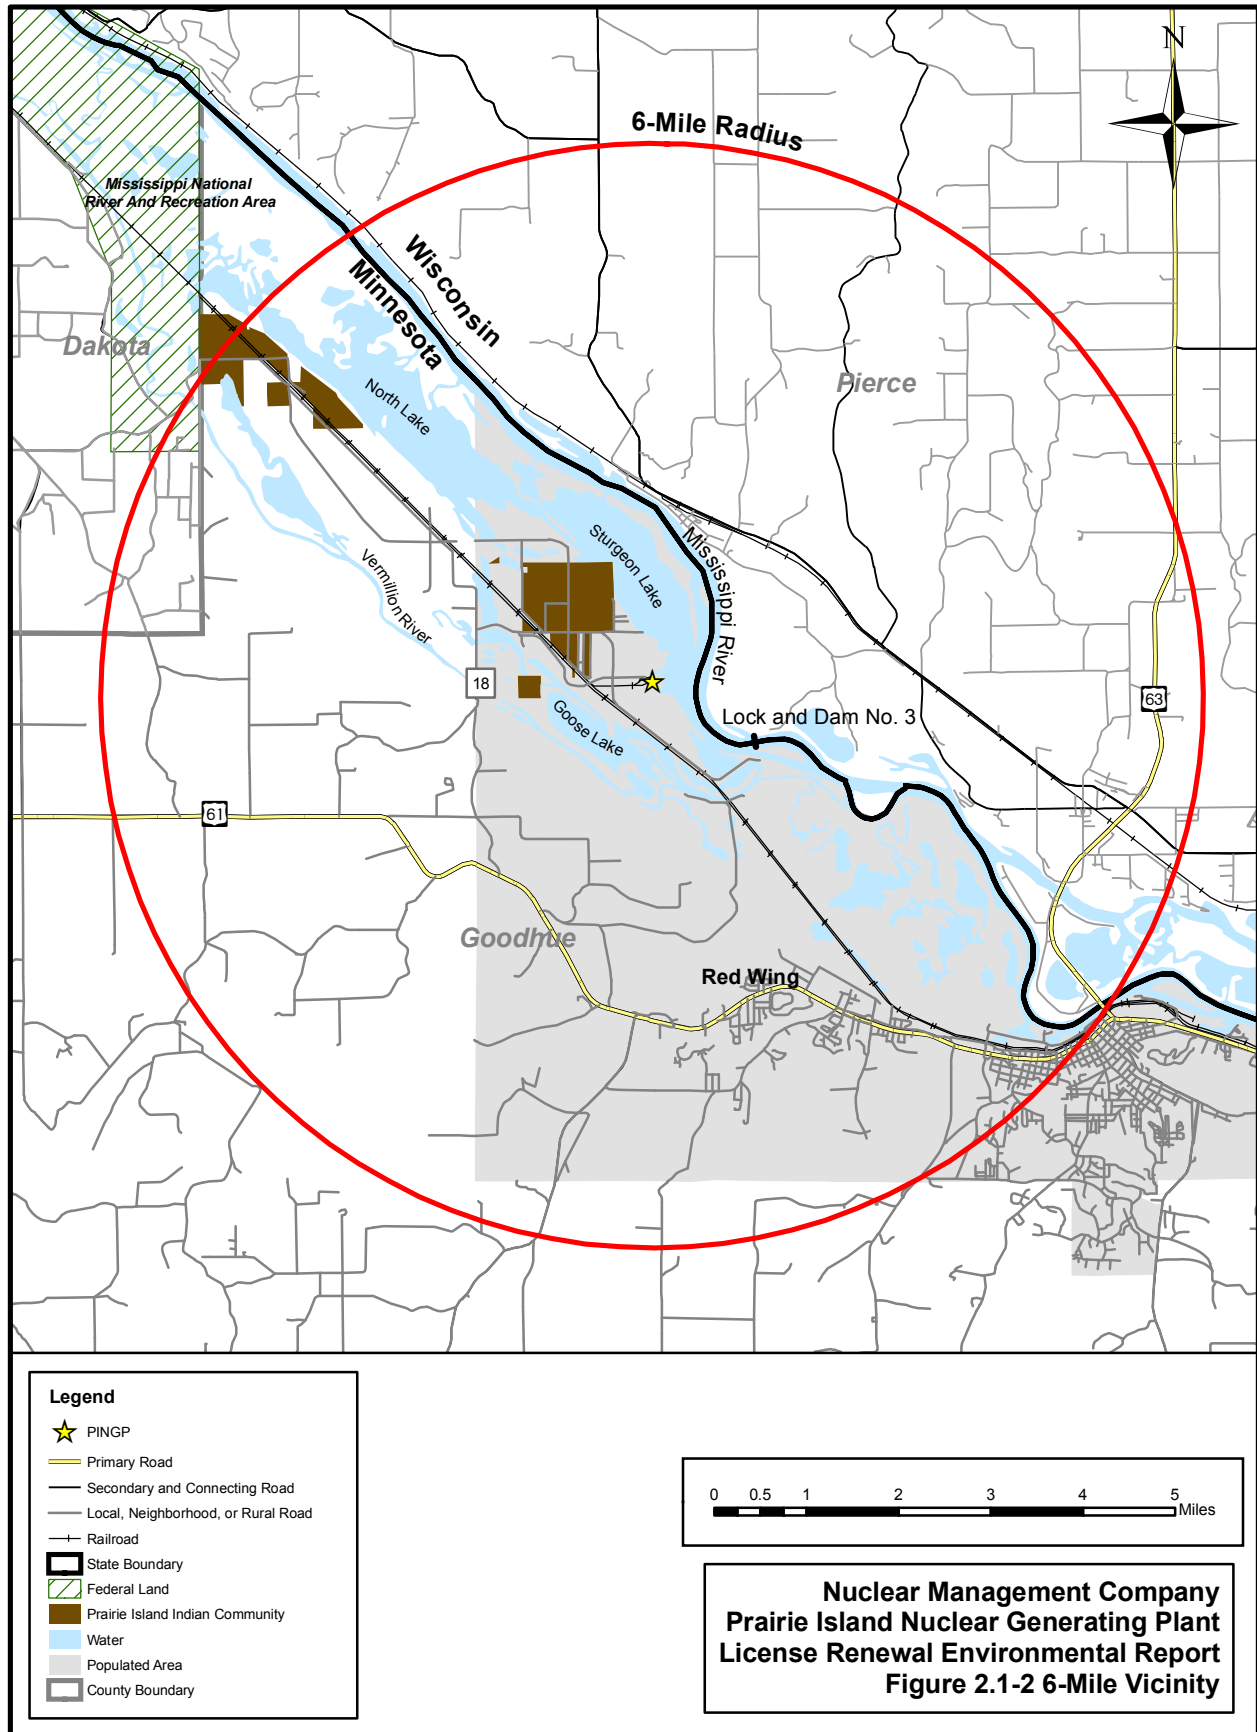 N
6-Mile Radius
Mississippi National
River And Recreation Area
Wisconsin
Minnesota
Dakota
Pierce
North Lake
Sturgeon Lake
Mississippi River
Vermillion River
18
63
Goose Lake
Lock and Dam No. 3
61
Goodhue
Red Wing
Legend
PINGP
Primary Road
Secondary and Connecting Road
Local, Neighborhood, or Rural Road
Railroad
State Boundary
Federal Land
Prairie Island Indian Community
Water
Populated Area
County Boundary
0 0.5 1 2 3 4 5
Miles
Nuclear Management Company
Prairie Island Nuclear Generating Plant
License Renewal Environmental Report
Figure 2.1-2 6-Mile Vicinity